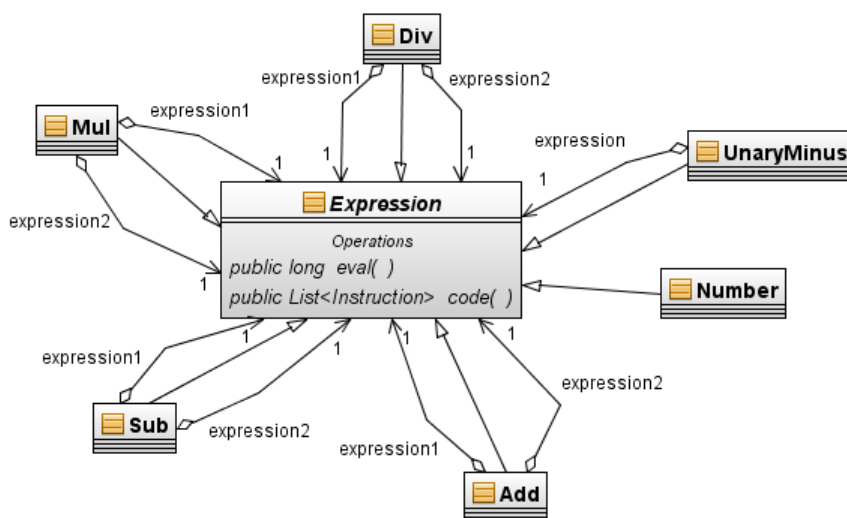 Div
expression1
expression2
Mul
expression1
1
1
1
expression
UnaryMinus
1
Expression
expression2
1
Operations
public long eval( )
public List<Instruction> code( )
Number
1
1
1
1
expression1
expression2
Sub
expression2
expression1
Add